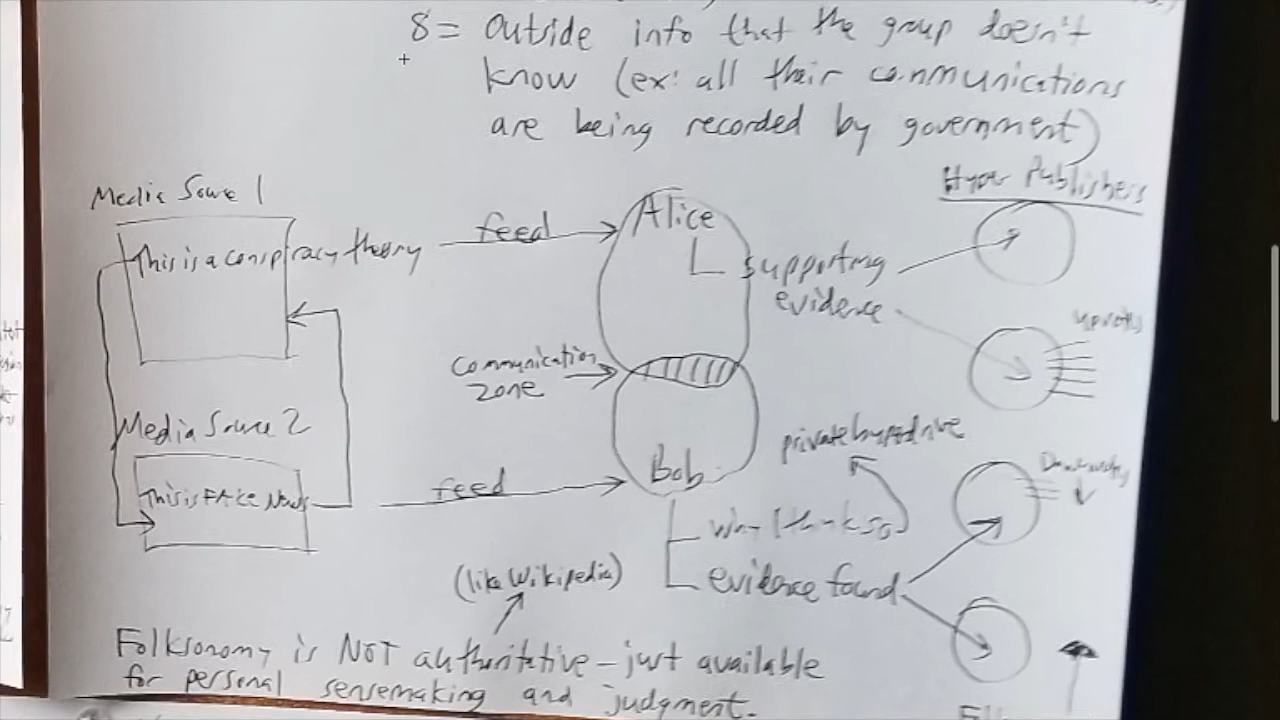 8 = Outside info that the group doesn't
know (ex: all their communications
are being recorded by government)
Hyper Publishers
Media Source 1
This is a conspiracy theory
feed
Alice
supporting
evidence
upvotes
Communication
zone
Media Source 2
private hyperdrive
Downvotes
Bob
This is FAke News
feed
why I think so
evidence found
(like Wikipedia)
Folksonomy is NOT authoritative - just available
for personal sensemaking and judgment.